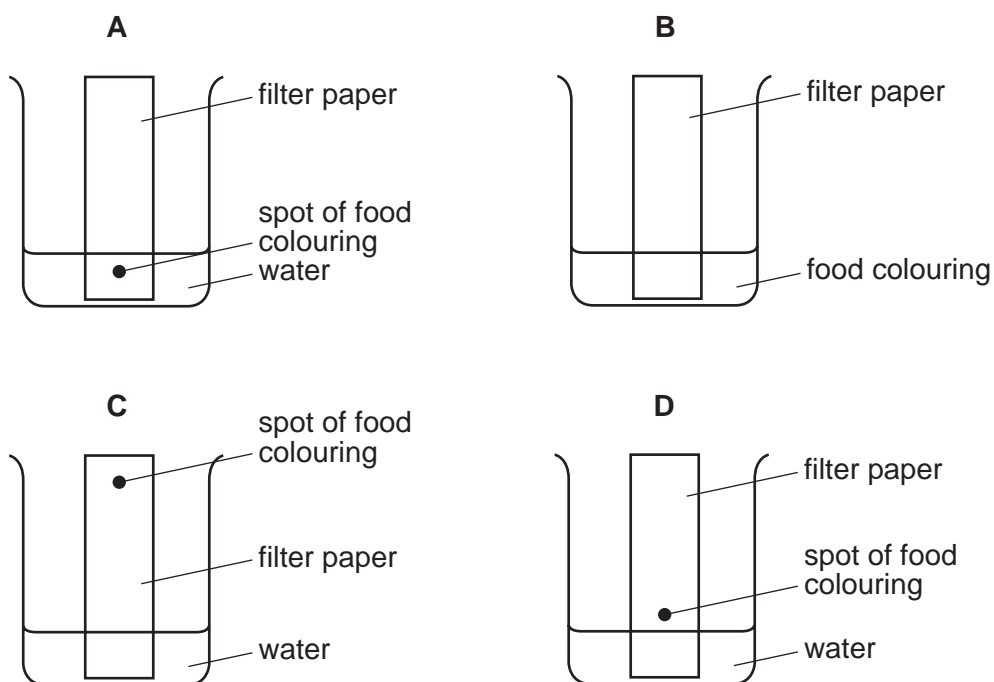 A
filter paper
spot of food
colouring
water
B
filter paper
food colouring
C
spot of food
colouring
filter paper
water
D
filter paper
spot of food
colouring
water